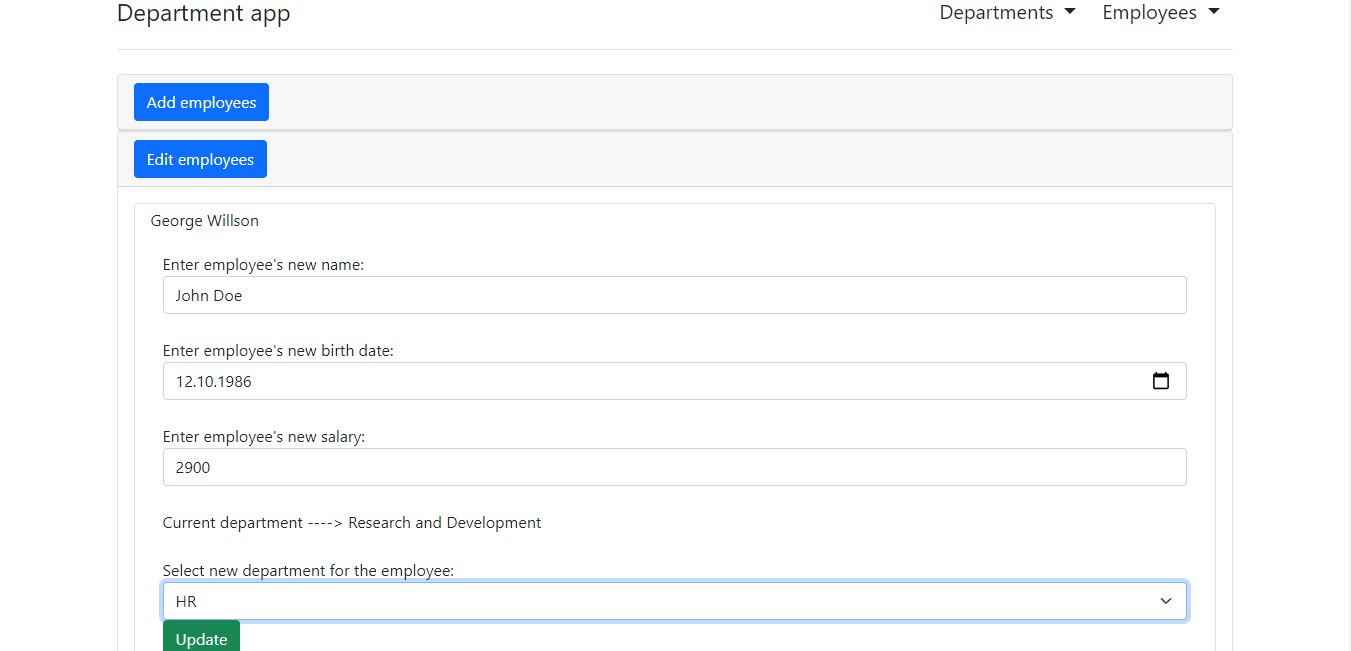 Department app Departments Employees
Add employees
Edit employees
George Willson
Enter employee's new name:
John Doe
Enter employee's new birth date:
12.10.1986
Enter employee's new salary:
2900
Current department ----> Research and Development
Select new department for the employee:
HR
Update